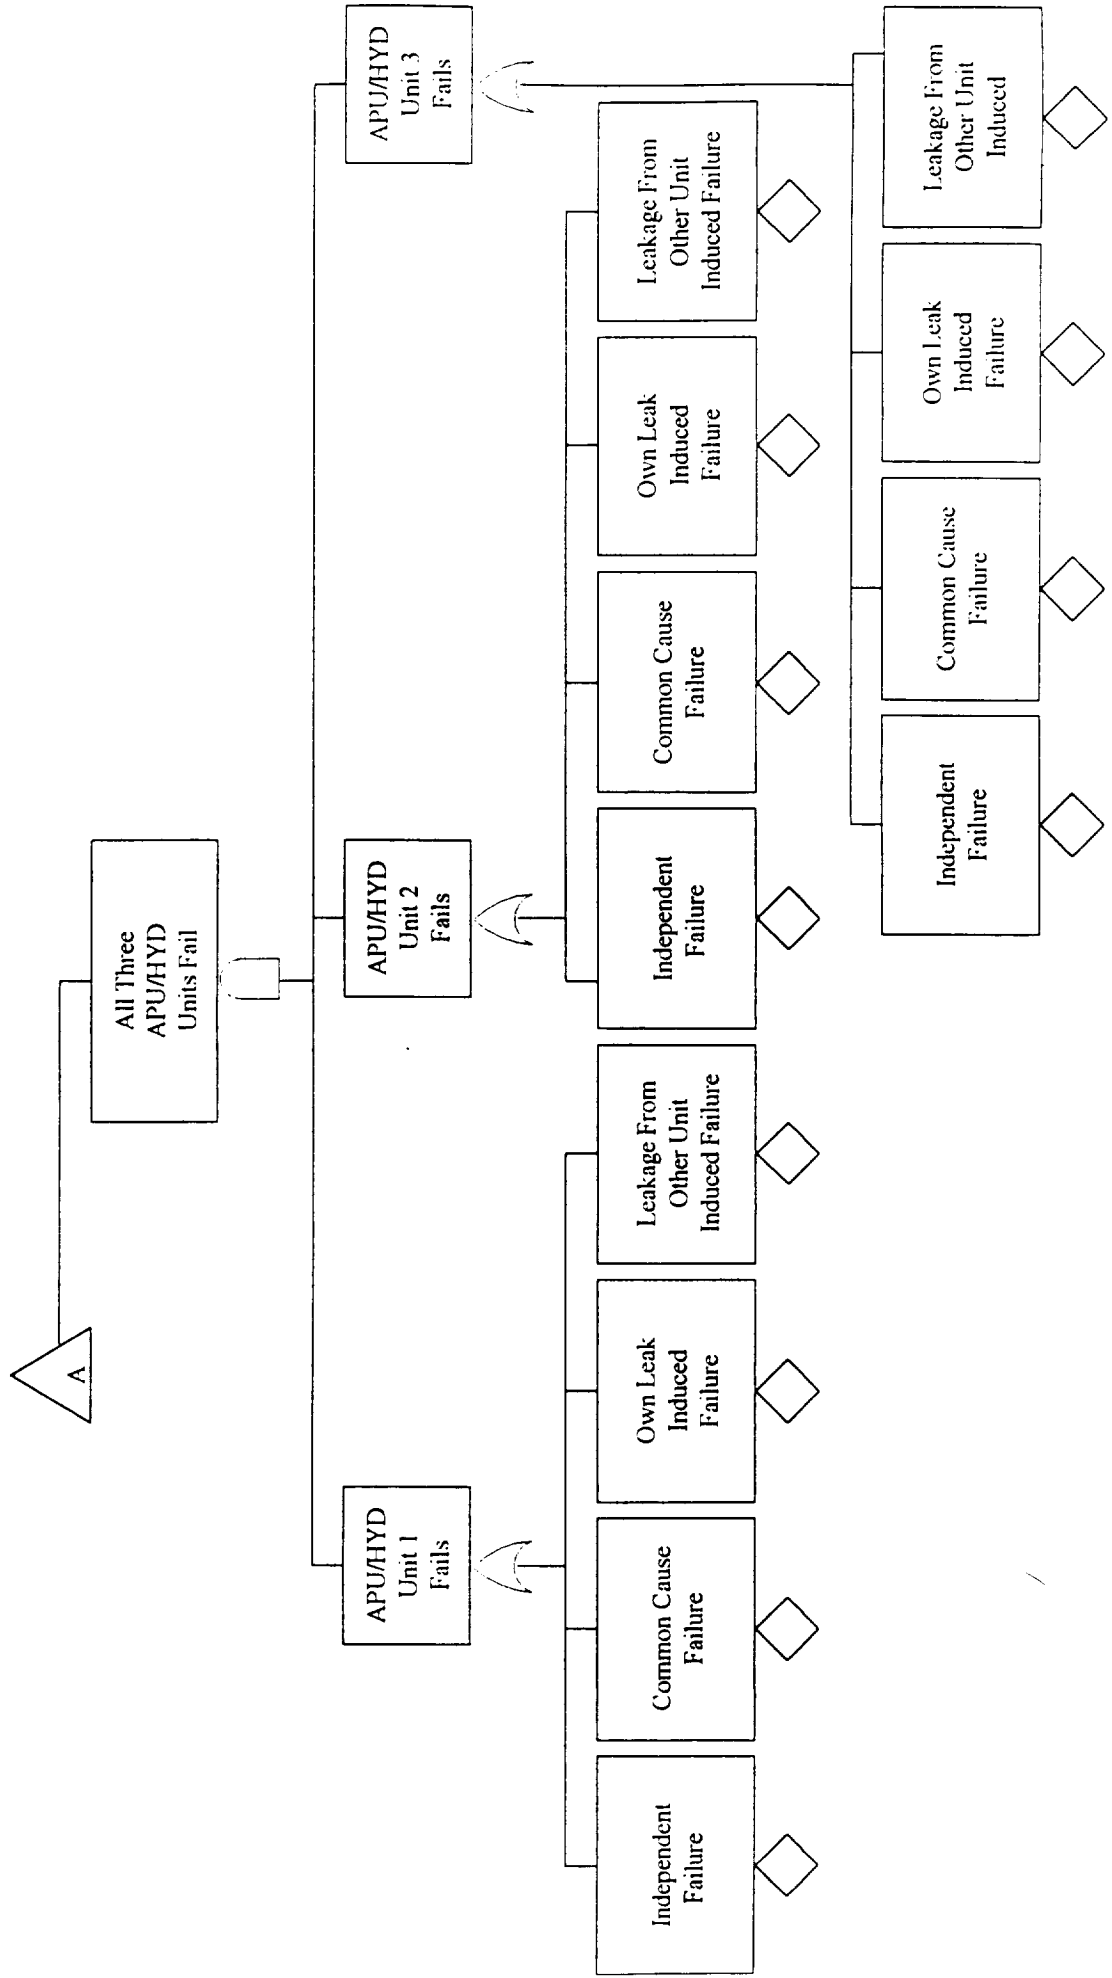 A
All Three
APU/HYD
Units Fail
APU/HYD
Unit 1
Fails
APU/HYD
Unit 2
Fails
APU/HYD
Unit 3
Fails
Independent
Failure
Common Cause
Failure
Own Leak
Induced
Failure
Leakage From
Other Unit
Induced Failure
Independent
Failure
Common Cause
Failure
Own Leak
Induced
Failure
Leakage From
Other Unit
Induced Failure
Independent
Failure
Common Cause
Failure
Own Leak
Induced
Failure
Leakage From
Other Unit
Induced